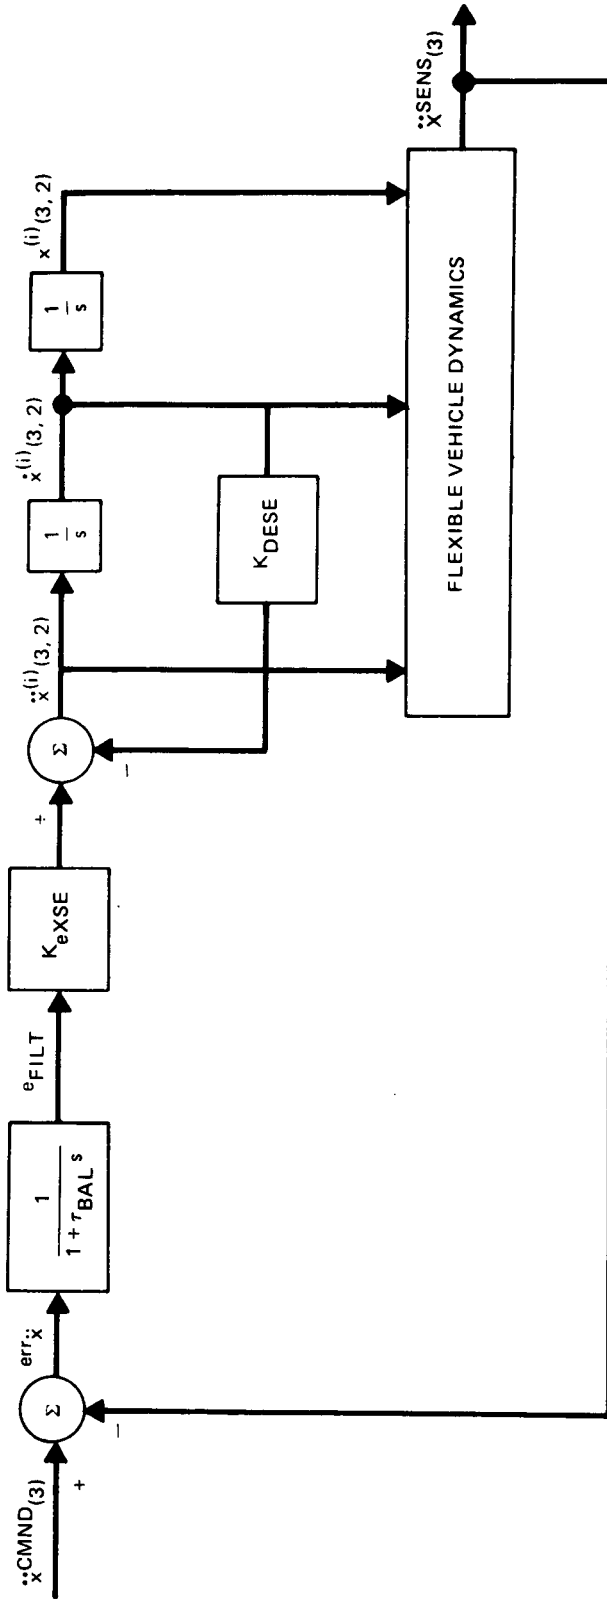 ẍCMND(3)
+
−
Σ
errẍ
1
1 + τBAL s
eFILT
KeXSE
+
−
Σ
ẍ(i)(3, 2)
1
s
ẋ(i)(3, 2)
1
s
x(i)(3, 2)
KDESE
FLEXIBLE VEHICLE DYNAMICS
ẌSENS(3)